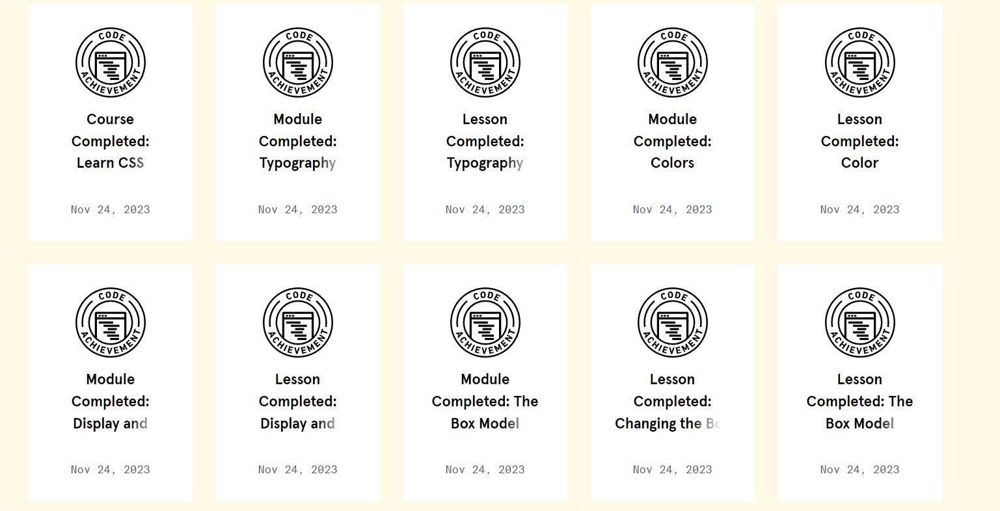 CODE ACHIEVEMENT
Course
Completed:
Learn CSS
Nov 24, 2023
CODE ACHIEVEMENT
Module
Completed:
Typography
Nov 24, 2023
CODE ACHIEVEMENT
Lesson
Completed:
Typography
Nov 24, 2023
CODE ACHIEVEMENT
Module
Completed:
Colors
Nov 24, 2023
CODE ACHIEVEMENT
Lesson
Completed:
Color
Nov 24, 2023
CODE ACHIEVEMENT
Module
Completed:
Display and
Nov 24, 2023
CODE ACHIEVEMENT
Lesson
Completed:
Display and
Nov 24, 2023
CODE ACHIEVEMENT
Module
Completed: The
Box Model
Nov 24, 2023
CODE ACHIEVEMENT
Lesson
Completed:
Changing the
Nov 24, 2023
CODE ACHIEVEMENT
Lesson
Completed: The
Box Model
Nov 24, 2023